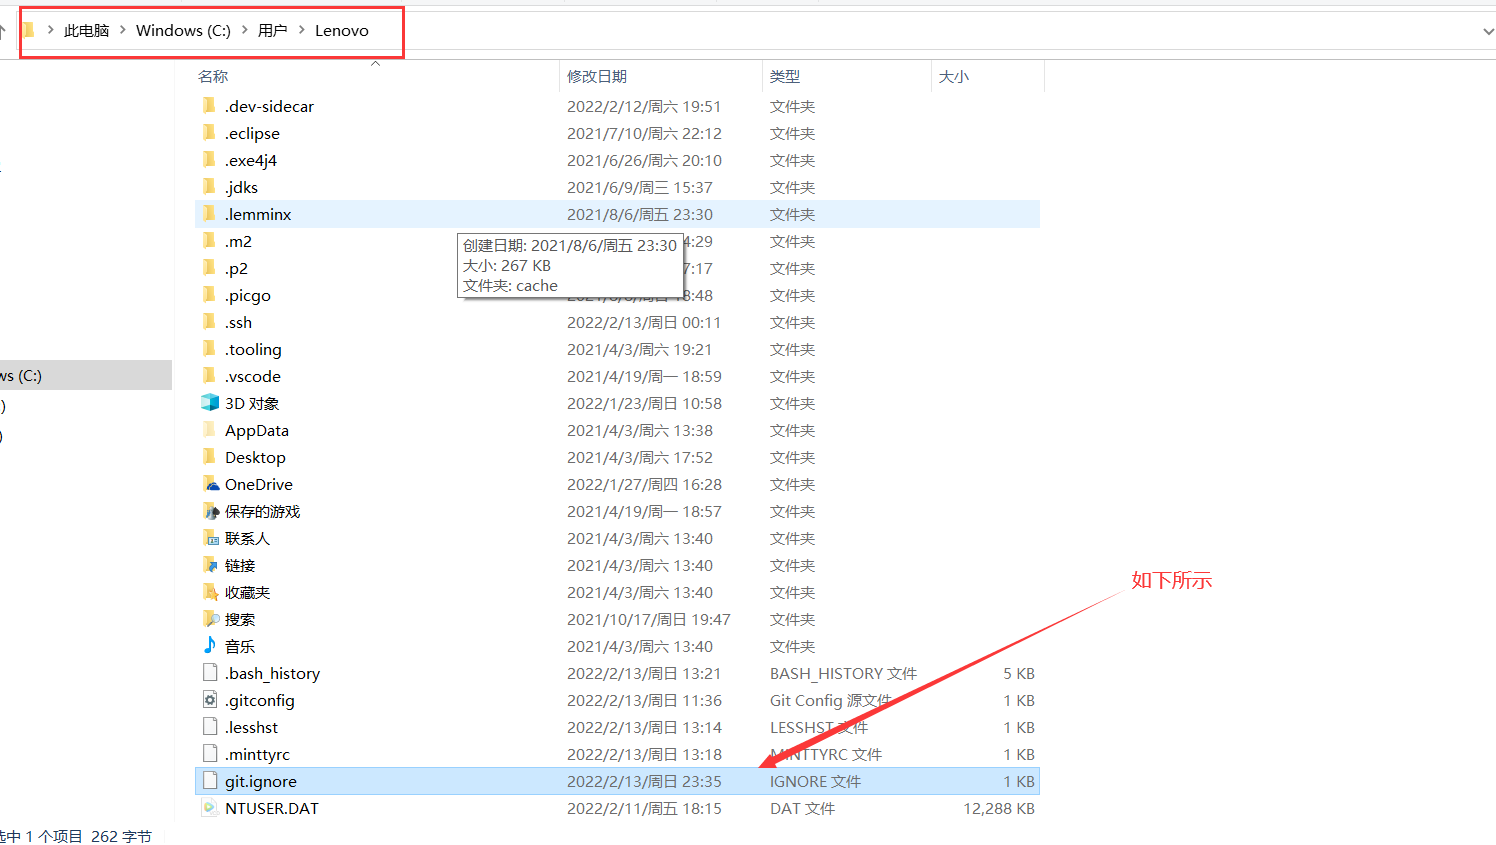 此电脑 Windows (C:) 用户 Lenovo
名称 修改日期 类型 大小
.dev-sidecar 2022/2/12/周六 19:51 文件夹
.eclipse 2021/7/10/周六 22:12 文件夹
.exe4j4 2021/6/26/周六 20:10 文件夹
.jdks 2021/6/9/周三 15:37 文件夹
.lemminx 2021/8/6/周五 23:30 文件夹
.m2 4:29 文件夹
创建日期: 2021/8/6/周五 23:30
大小: 267 KB
文件夹: cache
.p2 7:17 文件夹
.picgo 8:48 文件夹
.ssh 2022/2/13/周日 00:11 文件夹
.tooling 2021/4/3/周六 19:21 文件夹
.vscode 2021/4/19/周一 18:59 文件夹
ws (C:)
3D 对象 2022/1/23/周日 10:58 文件夹
)
AppData 2021/4/3/周六 13:38 文件夹
)
Desktop 2021/4/3/周六 17:52 文件夹
OneDrive 2022/1/27/周四 16:28 文件夹
保存的游戏 2021/4/19/周一 18:57 文件夹
联系人 2021/4/3/周六 13:40 文件夹
链接 2021/4/3/周六 13:40 文件夹
如下所示
收藏夹 2021/4/3/周六 13:40 文件夹
搜索 2021/10/17/周日 19:47 文件夹
音乐 2021/4/3/周六 13:40 文件夹
.bash_history 2022/2/13/周日 13:21 BASH_HISTORY 文件 5 KB
.gitconfig 2022/2/13/周日 11:36 Git Config 源文件 1 KB
.lesshst 2022/2/13/周日 13:14 LESSHST 文件 1 KB
.minttyrc 2022/2/13/周日 13:18 MINTTYRC 文件 1 KB
git.ignore 2022/2/13/周日 23:35 IGNORE 文件 1 KB
NTUSER.DAT 2022/2/11/周五 18:15 DAT 文件 12,288 KB
选中 1 个项目 262 字节